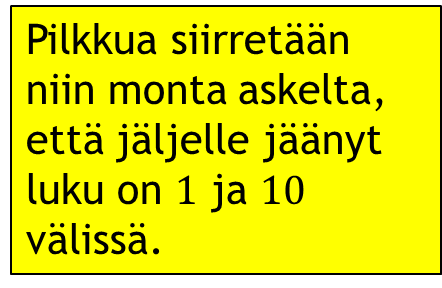 Pilkkua siirretään
niin monta askelta,
että jäljelle jäänyt
luku on 1 ja 10
välissä.